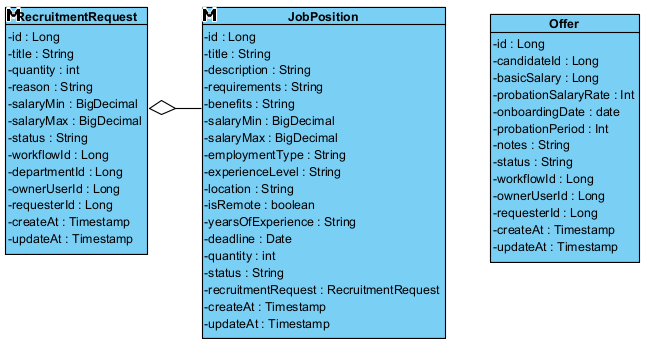 RecruitmentRequest
-id : Long
-title : String
-quantity : int
-reason : String
-salaryMin : BigDecimal
-salaryMax : BigDecimal
-status : String
-workflowId : Long
-departmentId : Long
-ownerUserId : Long
-requesterId : Long
-createAt : Timestamp
-updateAt : Timestamp
JobPosition
-id : Long
-title : String
-description : String
-requirements : String
-benefits : String
-salaryMin : BigDecimal
-salaryMax : BigDecimal
-employmentType : String
-experienceLevel : String
-location : String
-isRemote : boolean
-yearsOfExperience : String
-deadline : Date
-quantity : int
-status : String
-recruitmentRequest : RecruitmentRequest
-createAt : Timestamp
-updateAt : Timestamp
Offer
-id : Long
-candidateId : Long
-basicSalary : Long
-probationSalaryRate : Int
-onboardingDate : date
-probationPeriod : Int
-notes : String
-status : String
-workflowId : Long
-ownerUserId : Long
-requesterId : Long
-createAt : Timestamp
-updateAt : Timestamp